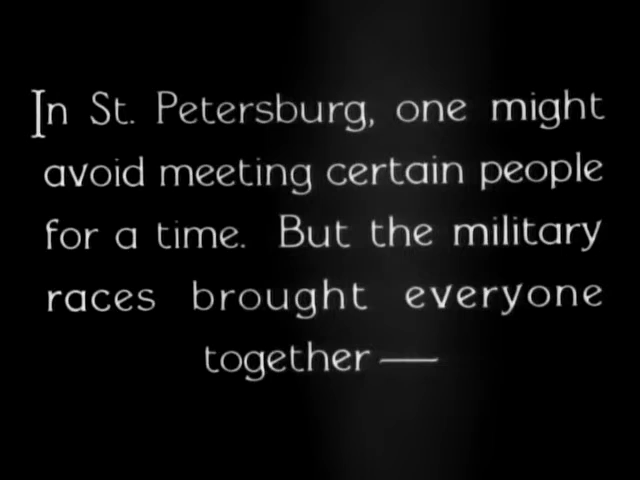 In St. Petersburg, one might
avoid meeting certain people
for a time. But the military
races brought everyone
together —